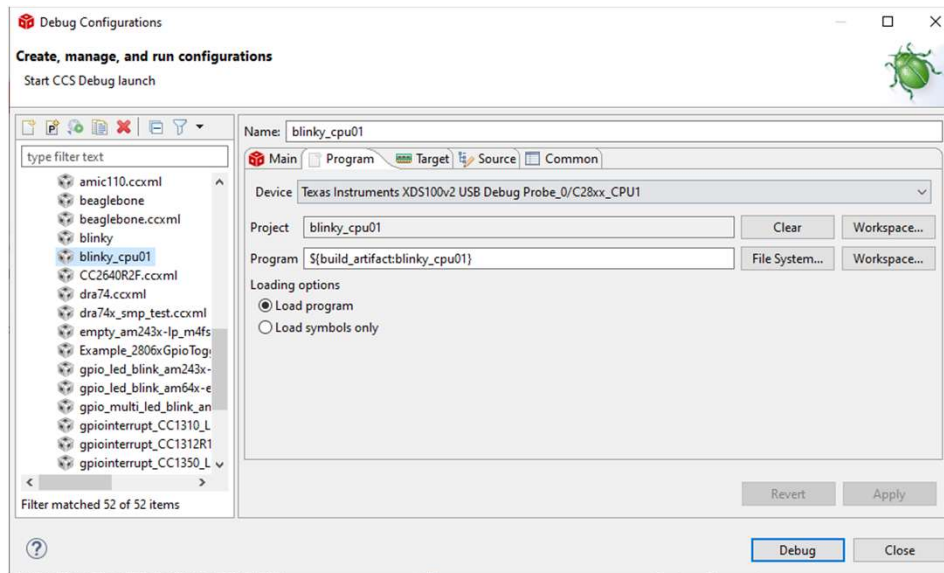 Debug Configurations
Create, manage, and run configurations
Start CCS Debug launch
type filter text
amic110.ccxml
beaglebone
beaglebone.ccxml
blinky
blinky_cpu01
CC2640R2F.ccxml
dra74.ccxml
dra74x_smp_test.ccxml
empty_am243x-lp_m4fs
Example_2806xGpioTog
gpio_led_blink_am243x-
gpio_led_blink_am64x-e
gpio_multi_led_blink_an
gpiointerrupt_CC1310_L
gpiointerrupt_CC1312R1
gpiointerrupt_CC1350_L
Filter matched 52 of 52 items
Name: blinky_cpu01
Main Program Target Source Common
Device Texas Instruments XDS100v2 USB Debug Probe_0/C28xx_CPU1
Project blinky_cpu01 Clear Workspace...
Program ${build_artifact:blinky_cpu01} File System... Workspace...
Loading options
Load program
Load symbols only
Revert Apply
Debug Close